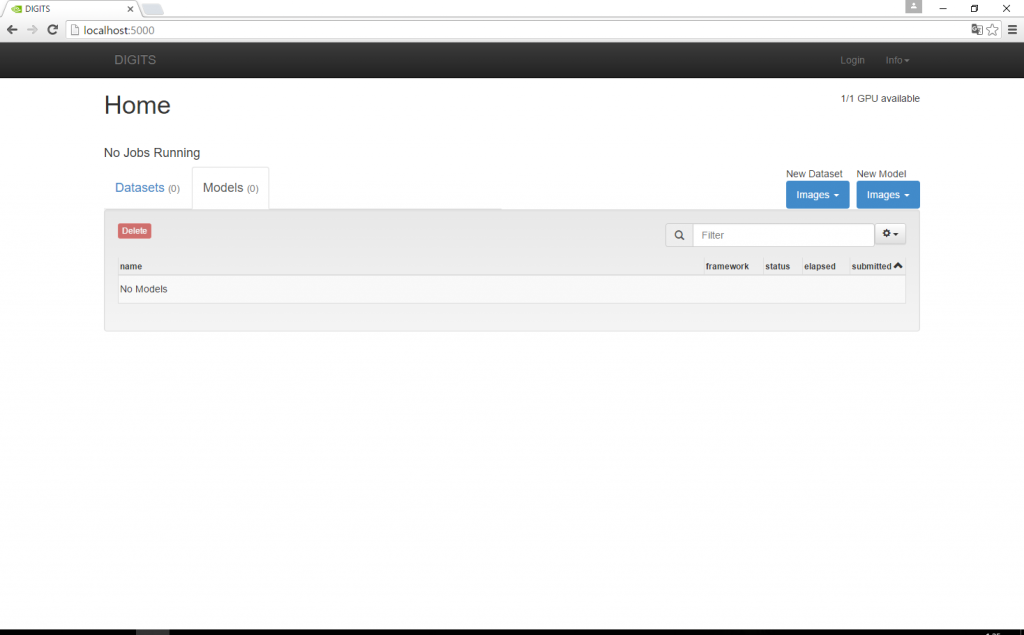 DIGITS
localhost:5000
DIGITS
Login
Info
Home
1/1 GPU available
No Jobs Running
Datasets (0)
Models (0)
New Dataset
New Model
Images
Images
Delete
Filter
name
framework
status
elapsed
submitted
No Models